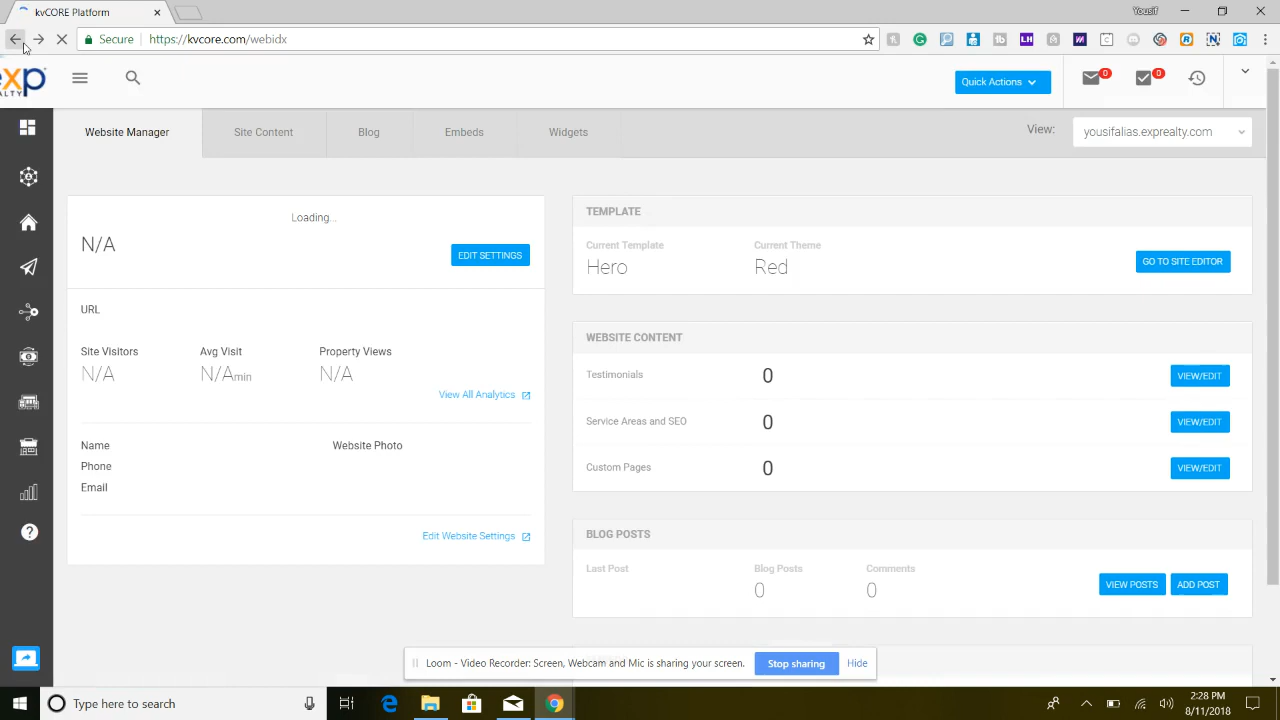 kvCORE Platform
Yousif
Secure
https://kvcore.com/webidx
exp
REALTY
Quick Actions
0
0
Website Manager
Site Content
Blog
Embeds
Widgets
View:
yousifalias.exprealty.com
Loading...
N/A
EDIT SETTINGS
URL
Site Visitors
Avg Visit
Property Views
N/A
N/Amin
N/A
View All Analytics
Name
Website Photo
Phone
Email
Edit Website Settings
TEMPLATE
Current Template
Current Theme
Hero
Red
GO TO SITE EDITOR
WEBSITE CONTENT
Testimonials
0
VIEW/EDIT
Service Areas and SEO
0
VIEW/EDIT
Custom Pages
0
VIEW/EDIT
BLOG POSTS
Last Post
Blog Posts
Comments
0
0
VIEW POSTS
ADD POST
Loom - Video Recorder: Screen, Webcam and Mic is sharing your screen.
Stop sharing
Hide
Type here to search
2:28 PM
8/11/2018